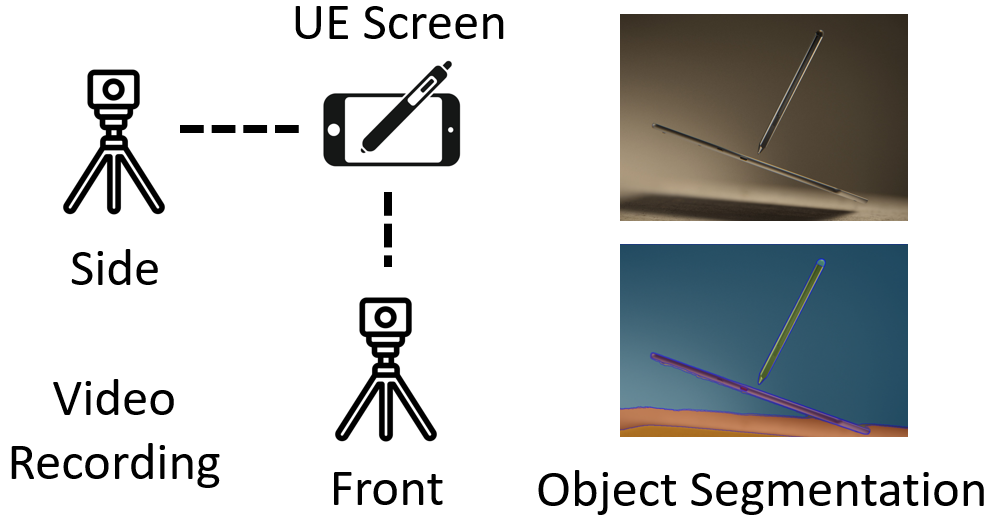 UE Screen
Side
Video
Recording
Front
Object Segmentation